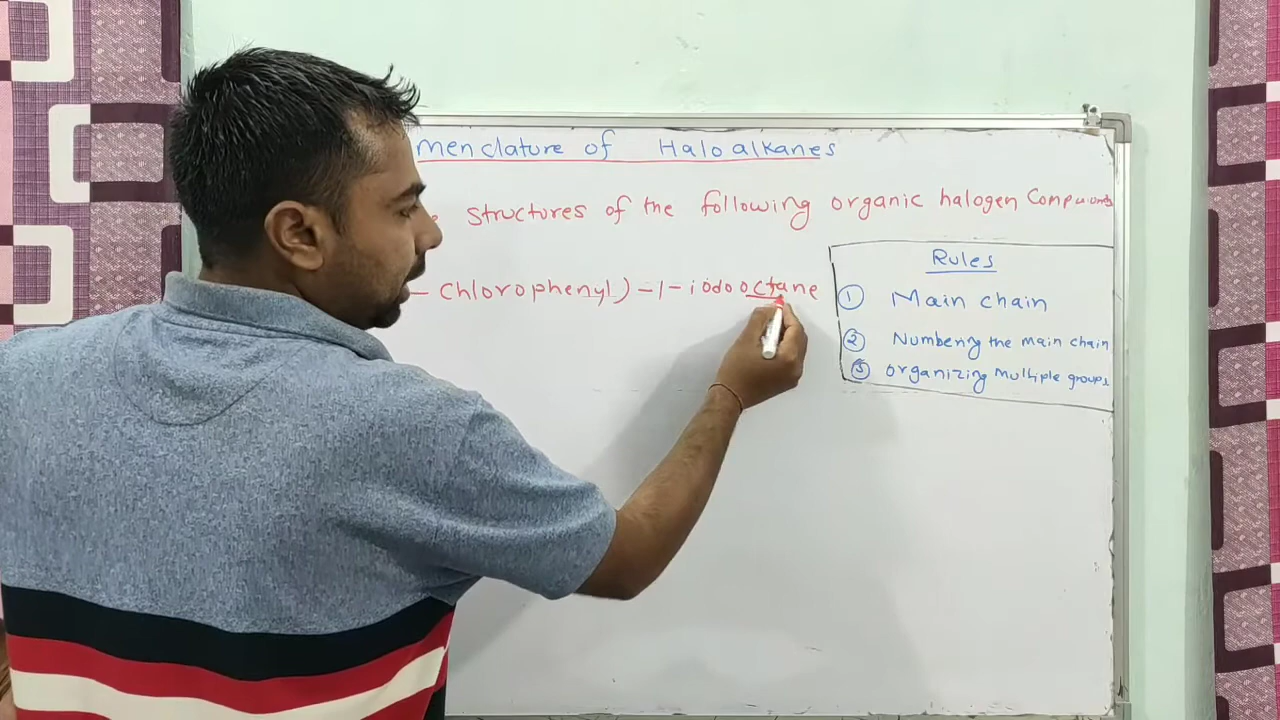 menclature of Haloalkanes
structures of the following organic halogen Compounds
- Chlorophenyl) -1- iodooctane
Rules
① Main chain
② Numbering the main chain
③ organizing multiple groups